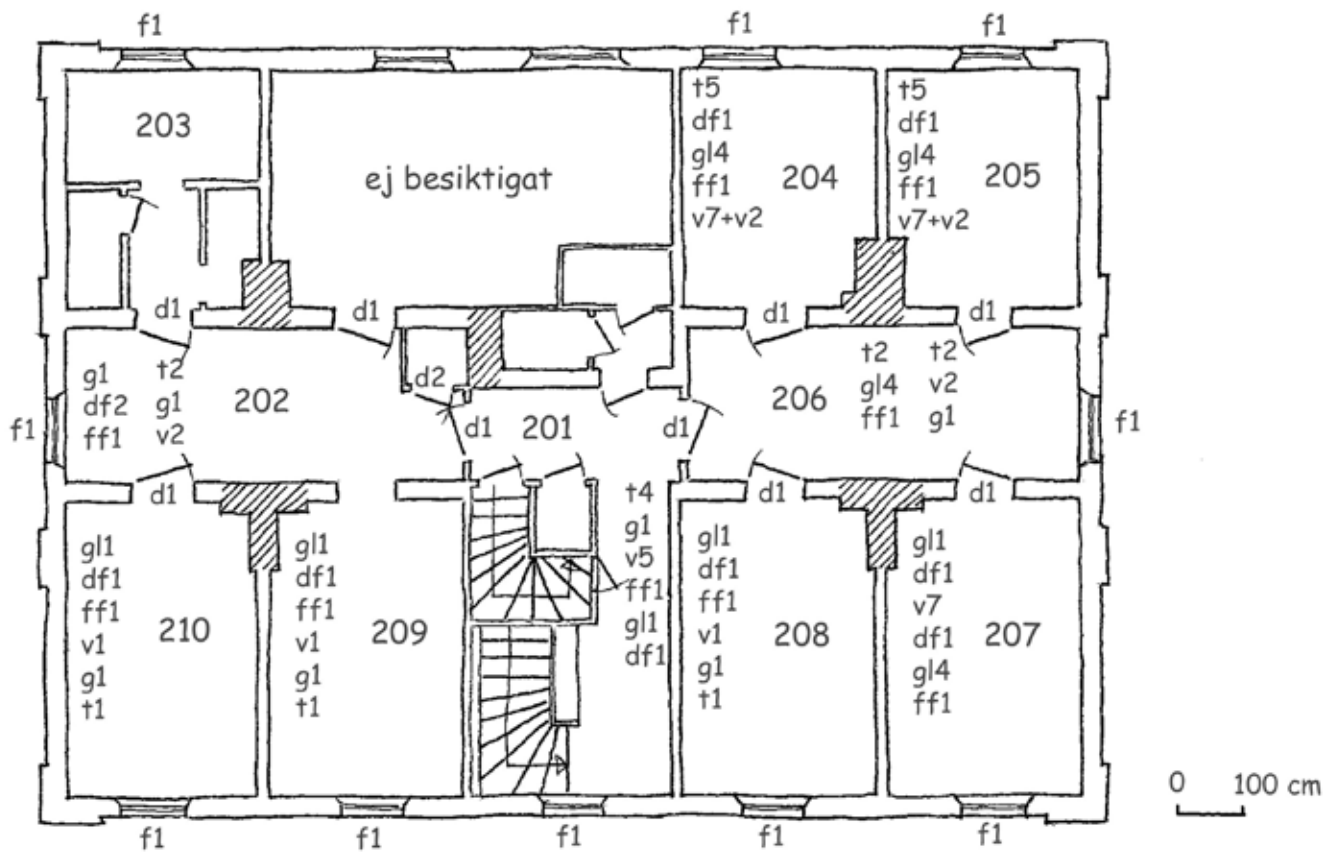 f1
f1
f1
203
ej besiktigat
t5
df1
gl4
ff1
v7+v2
204
t5
df1
gl4
ff1
v7+v2
205
d1
d1
d1
d1
g1
df2
ff1
t2
g1
v2
202
d2
d1
201
d1
206
t2
gl4
ff1
t2
v2
g1
f1
f1
d1
d1
d1
gl1
df1
ff1
v1
g1
t1
210
gl1
df1
ff1
v1
g1
t1
209
t4
g1
v5
ff1
gl1
df1
gl1
df1
ff1
v1
g1
t1
208
gl1
df1
v7
df1
gl4
ff1
207
0 100 cm
f1
f1
f1
f1
f1